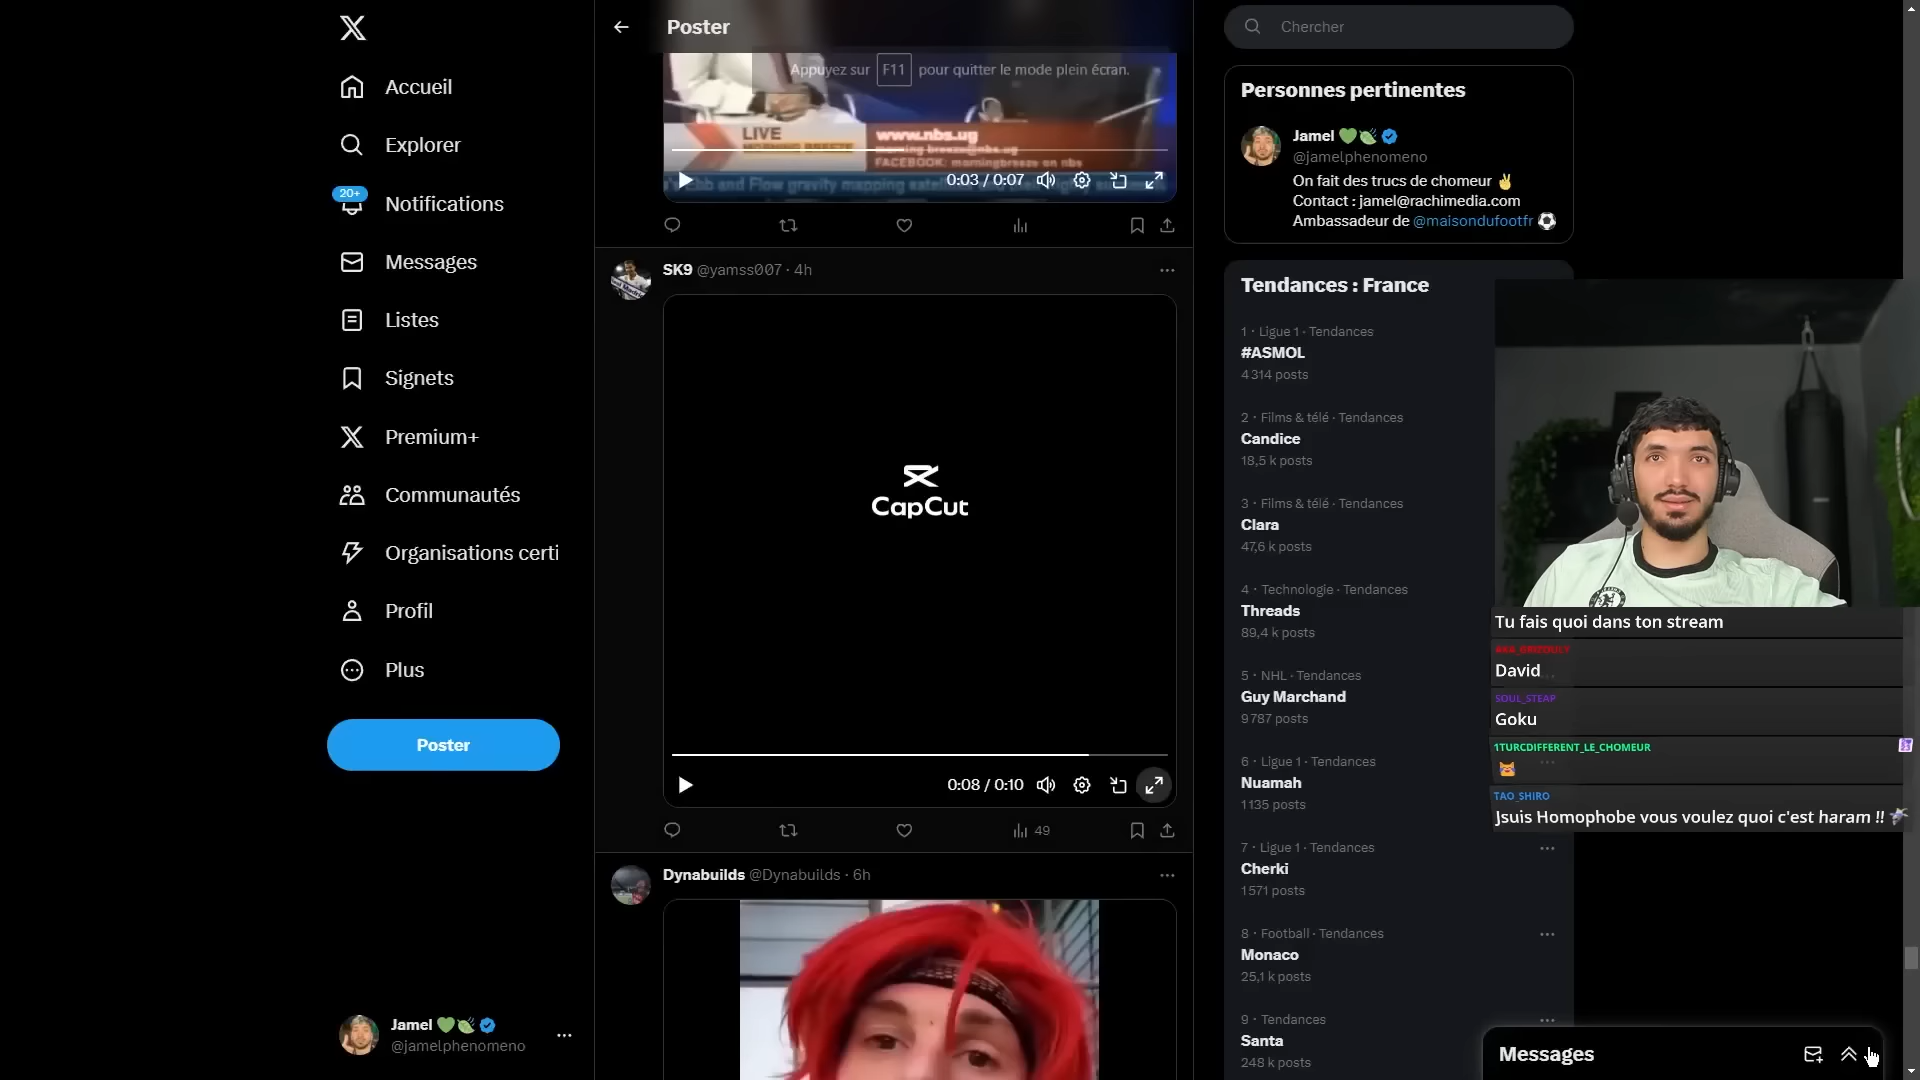 Accueil
Explorer
20+
Notifications
Messages
Listes
Signets
Premium+
Communautés
Organisations certi
Profil
Plus
Poster
Jamel
@jamelphenomeno
Poster
Appuyez sur F11 pour quitter le mode plein écran.
LIVE
MORNING BREEZE
www.nbs.ug
morning breeze@nbs.ug
FACEBOOK: morningbreeze on nbs
Ebb and Flow gravity mapping
0:03 / 0:07
SK9 @yamss007 · 4h
CapCut
0:08 / 0:10
49
Dynabuilds @Dynabuilds · 6h
Chercher
Personnes pertinentes
Jamel
@jamelphenomeno
On fait des trucs de chomeur
Contact : jamel@rachimedia.com
Ambassadeur de @maisondufootfr
Tendances : France
1 · Ligue 1 · Tendances
#ASMOL
4 314 posts
2 · Films & télé · Tendances
Candice
18,5 k posts
3 · Films & télé · Tendances
Clara
47,6 k posts
4 · Technologie · Tendances
Threads
89,4 k posts
5 · NHL · Tendances
Guy Marchand
9 787 posts
6 · Ligue 1 · Tendances
Nuamah
1 135 posts
7 · Ligue 1 · Tendances
Cherki
1 571 posts
8 · Football · Tendances
Monaco
25,1 k posts
9 · Tendances
Santa
248 k posts
Tu fais quoi dans ton stream
David
SOUL_STEAP
Goku
1TURCDIFFERENT_LE_CHOMEUR
TAO_SHIRO
Jsuis Homophobe vous voulez quoi c'est haram !!
Messages